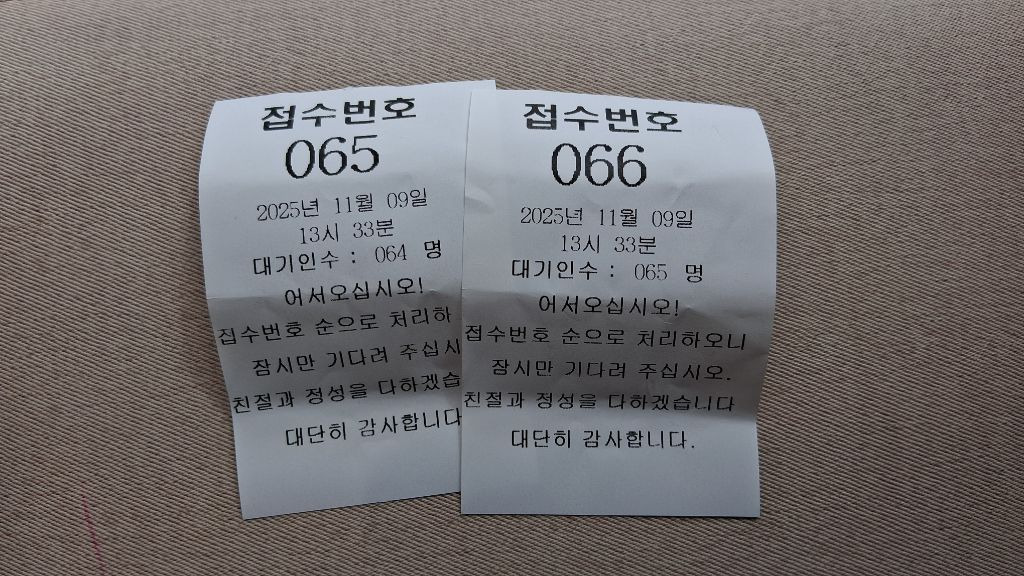 접수번호
065
2025년 11월 09일
13시 33분
대기인수 : 064 명
어서오십시오!
접수번호 순으로 처리하
잠시만 기다려 주십시
친절과 정성을 다하겠습
대단히 감사합니다
접수번호
066
2025년 11월 09일
13시 33분
대기인수 : 065 명
어서오십시오!
접수번호 순으로 처리하오니
잠시만 기다려 주십시오.
친절과 정성을 다하겠습니다
대단히 감사합니다.